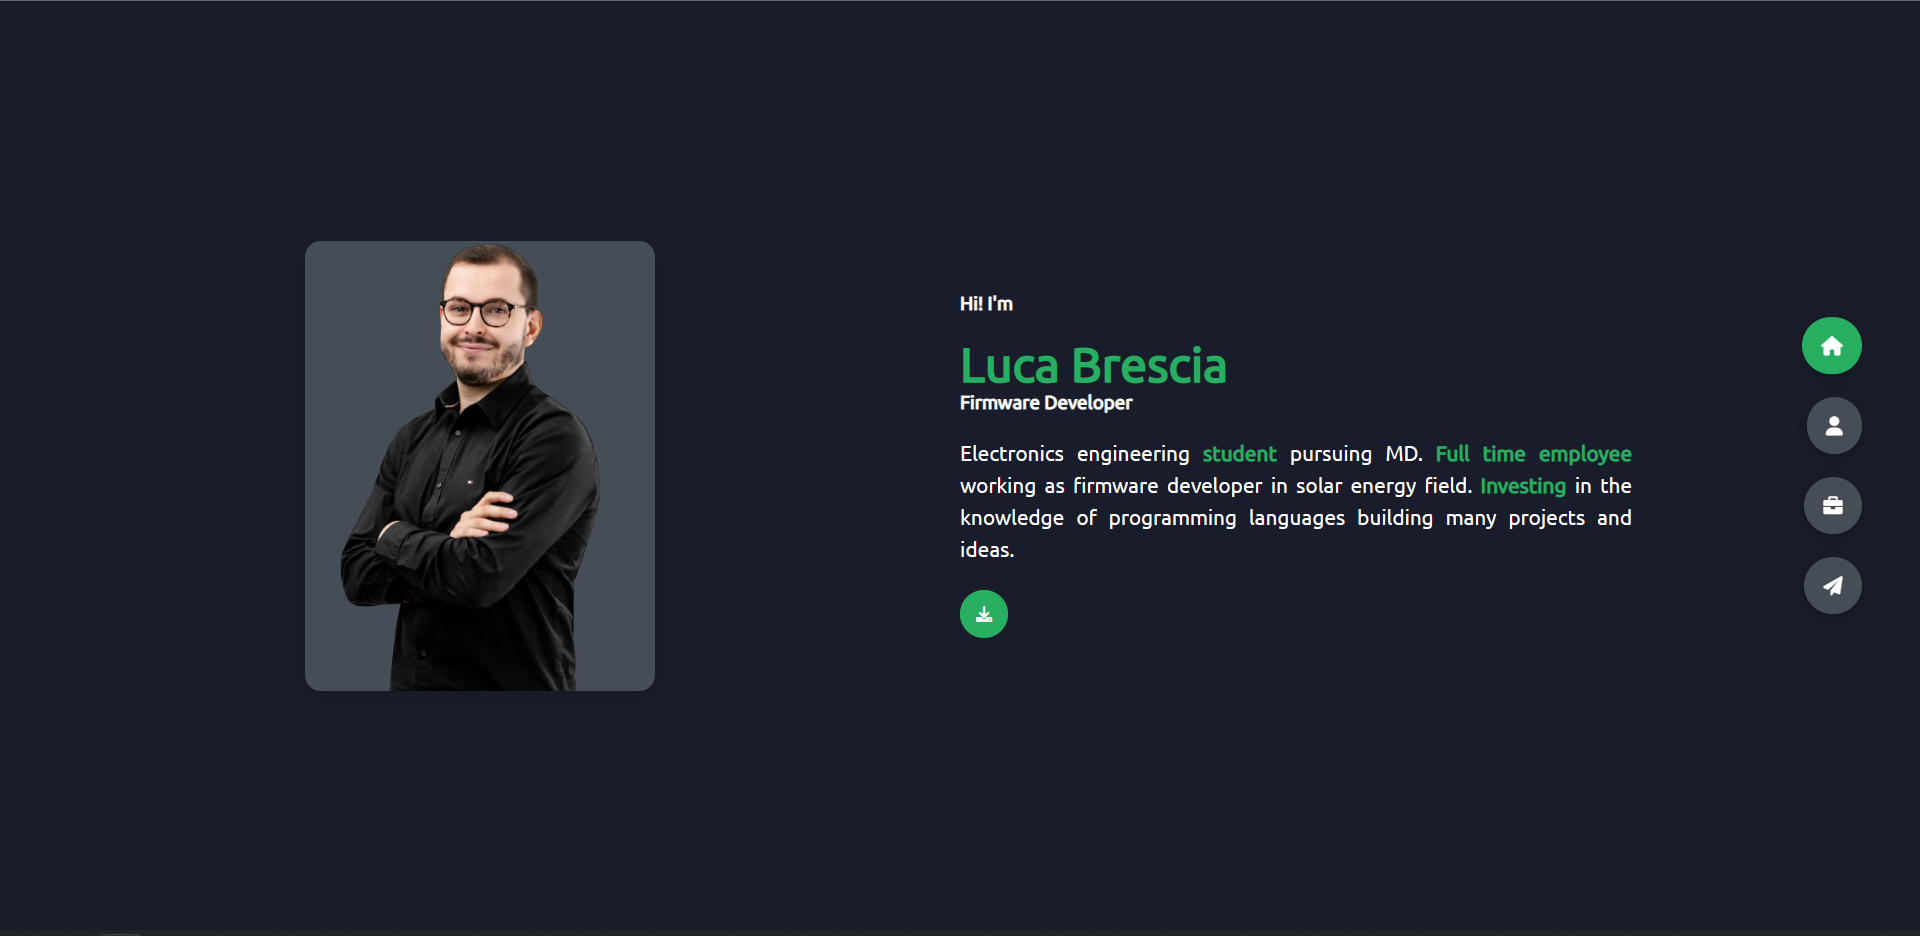 Hi! I'm
Luca Brescia
Firmware Developer
Electronics engineering student pursuing MD. Full time employee
working as firmware developer in solar energy field. Investing in the
knowledge of programming languages building many projects and
ideas.